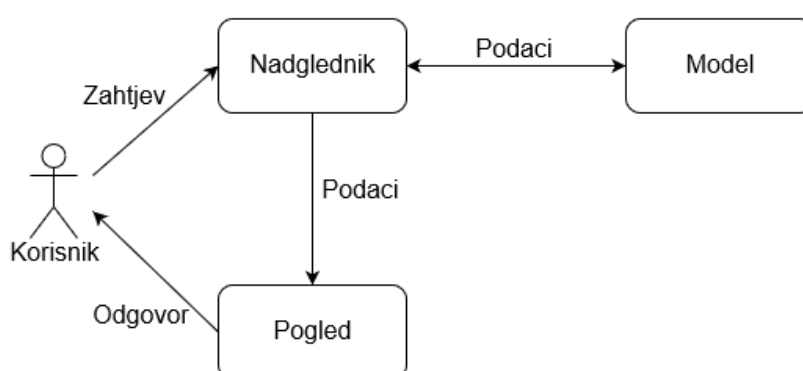 Nadglednik
Podaci
Model
Zahtjev
Podaci
Korisnik
Odgovor
Pogled